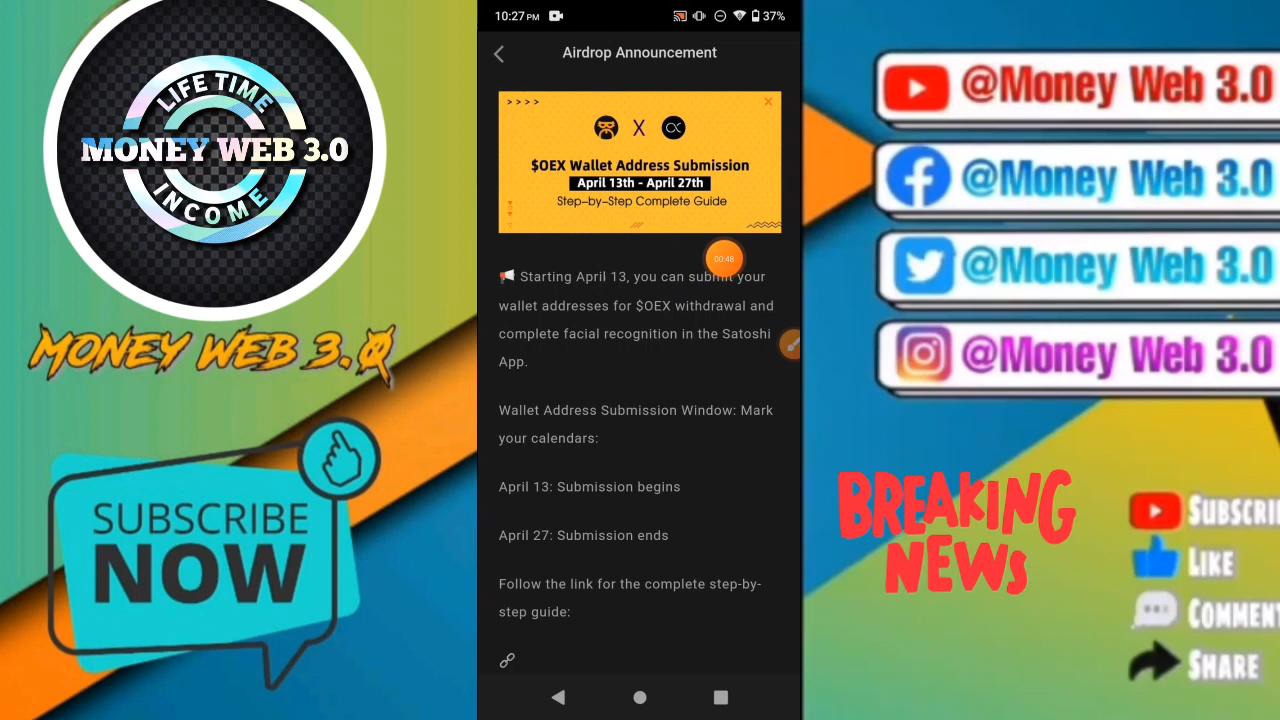 LIFE TIME
MONEY WEB 3.0
INCOME
MONEY WEB 3.0
SUBSCRIBE
NOW
10:27 PM
37%
Airdrop Announcement
> > > >
X
$OEX Wallet Address Submission
April 13th - April 27th
Step-by-Step Complete Guide
00:48
Starting April 13, you can submit your
wallet addresses for $OEX withdrawal and
complete facial recognition in the Satoshi
App.
Wallet Address Submission Window: Mark
your calendars:
April 13: Submission begins
April 27: Submission ends
Follow the link for the complete step-by-
step guide:
@Money Web 3.0
@Money Web 3.0
@Money Web 3.0
@Money Web 3.0
BREAKING
NEWS
SUBSCRI
LIKE
COMMEN
SHARE